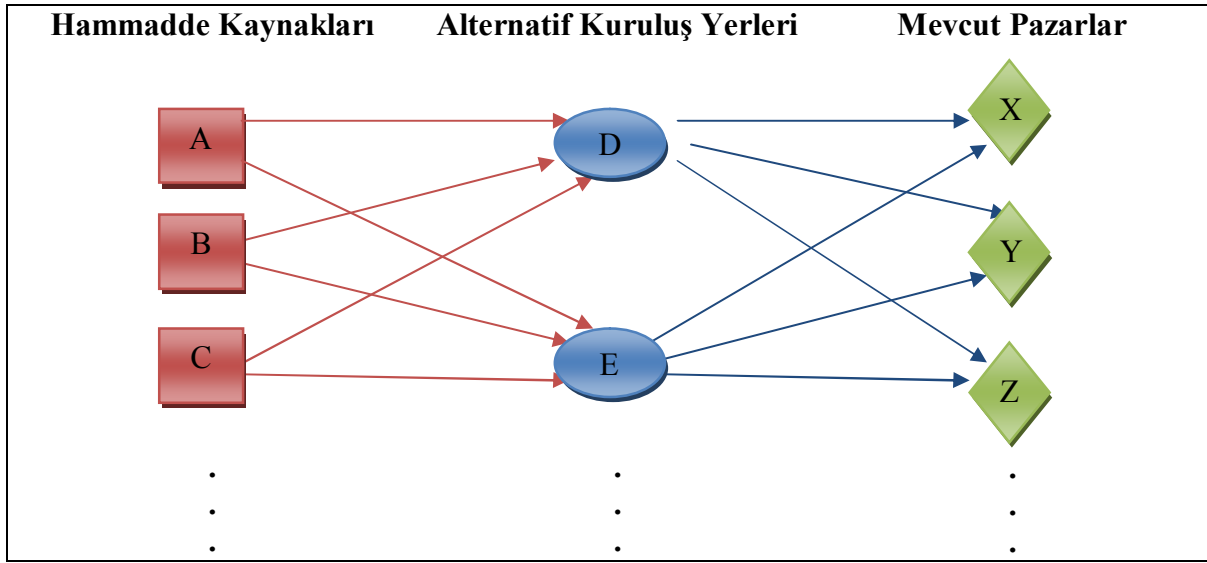 Hammadde Kaynakları Alternatif Kuruluş Yerleri Mevcut Pazarlar
A D X
B Y
C E Z
. . .
. . .
. . .